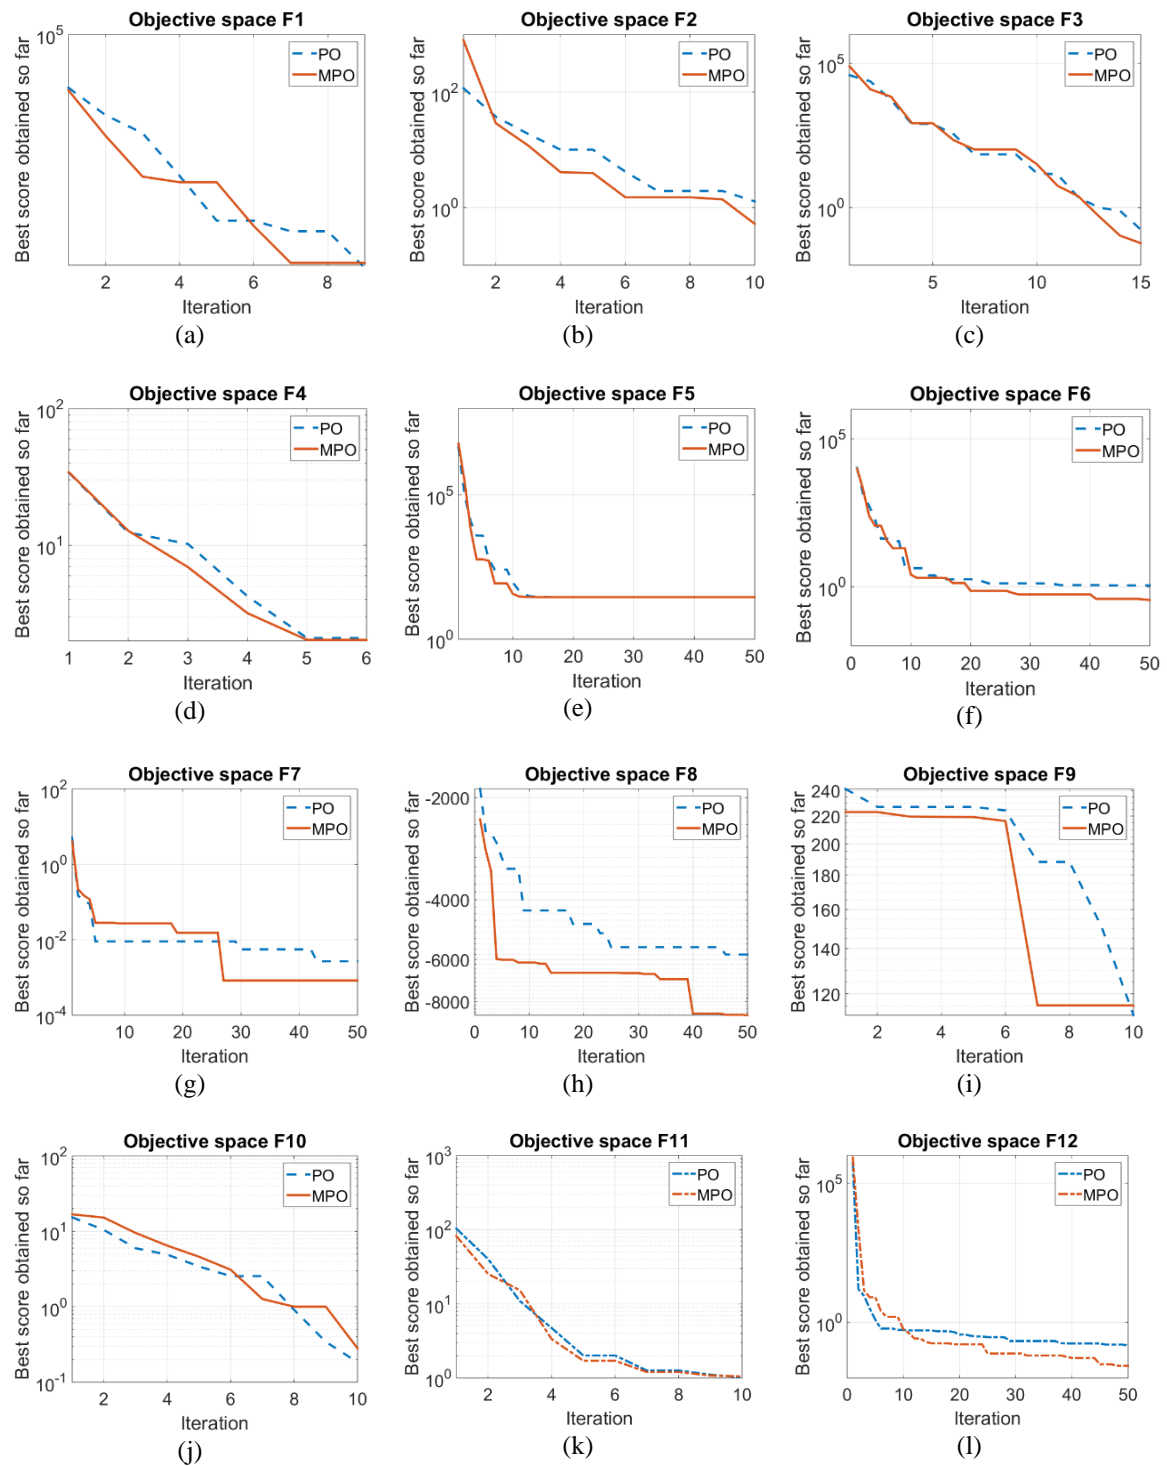 Objective space F1
Best score obtained so far
10^5
PO
MPO
2 4 6 8
Iteration
(a)
Objective space F2
Best score obtained so far
10^2
10^0
PO
MPO
2 4 6 8 10
Iteration
(b)
Objective space F3
Best score obtained so far
10^5
10^0
PO
MPO
5 10 15
Iteration
(c)
Objective space F4
Best score obtained so far
10^2
10^1
PO
MPO
1 2 3 4 5 6
Iteration
(d)
Objective space F5
Best score obtained so far
10^5
10^0
PO
MPO
10 20 30 40 50
Iteration
(e)
Objective space F6
Best score obtained so far
10^5
10^0
PO
MPO
0 10 20 30 40 50
Iteration
(f)
Objective space F7
Best score obtained so far
10^2
10^0
10^-2
10^-4
PO
MPO
10 20 30 40 50
Iteration
(g)
Objective space F8
Best score obtained so far
-2000
-4000
-6000
-8000
PO
MPO
0 10 20 30 40 50
Iteration
(h)
Objective space F9
Best score obtained so far
240
220
200
180
160
140
120
PO
MPO
2 4 6 8 10
Iteration
(i)
Objective space F10
Best score obtained so far
10^2
10^1
10^0
10^-1
PO
MPO
2 4 6 8 10
Iteration
(j)
Objective space F11
Best score obtained so far
10^3
10^2
10^1
10^0
PO
MPO
2 4 6 8 10
Iteration
(k)
Objective space F12
Best score obtained so far
10^5
10^0
PO
MPO
0 10 20 30 40 50
Iteration
(l)